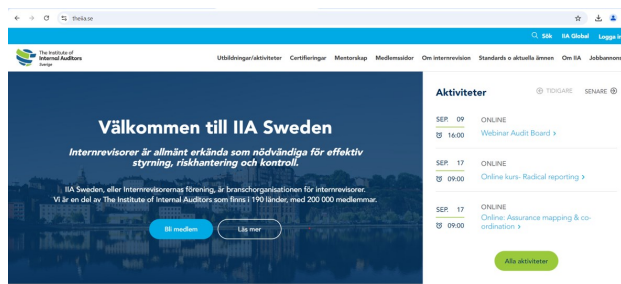 theiia.se
Sök IIA Global Logga in
The Institute of
Internal Auditors
Sverige
Utbildningar/aktiviteter Certifieringar Mentorskap Medlemssidor Om internrevision Standards o aktuella ämnen Om IIA Jobbannons
Välkommen till IIA Sweden
Internrevisorer är allmänt erkända som nödvändiga för effektiv
styrning, riskhantering och kontroll.
IIA Sweden, eller Internrevisorernas förening, är branschorganisationen för internrevisorer.
Vi är en del av The Institute of Internal Auditors som finns i 190 länder, med 200 000 medlemmar.
Bli medlem Läs mer
Aktiviteter TIDIGARE SENARE
SEP. 09 ONLINE
16:00 Webinar Audit Board >
SEP. 17 ONLINE
09:00 Online kurs- Radical reporting >
SEP. 17 ONLINE
09:00 Online: Assurance mapping & co-
ordination >
Alla aktiviteter